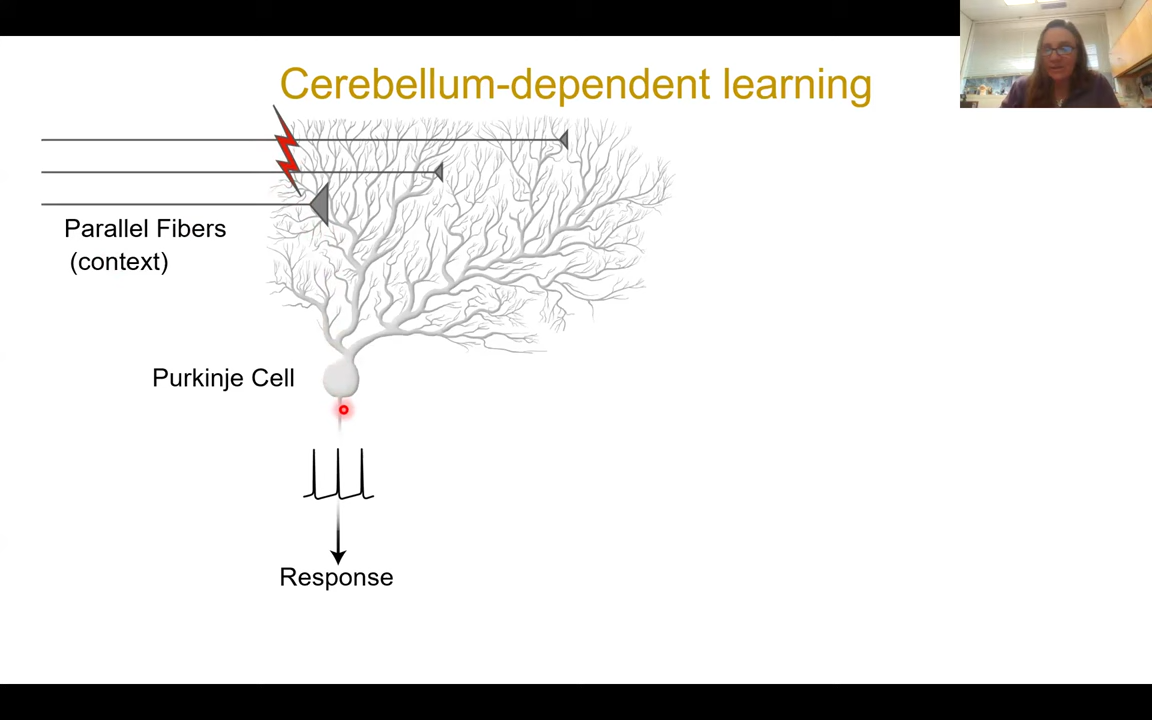 Cerebellum-dependent learning
Parallel Fibers
(context)
Purkinje Cell
Response